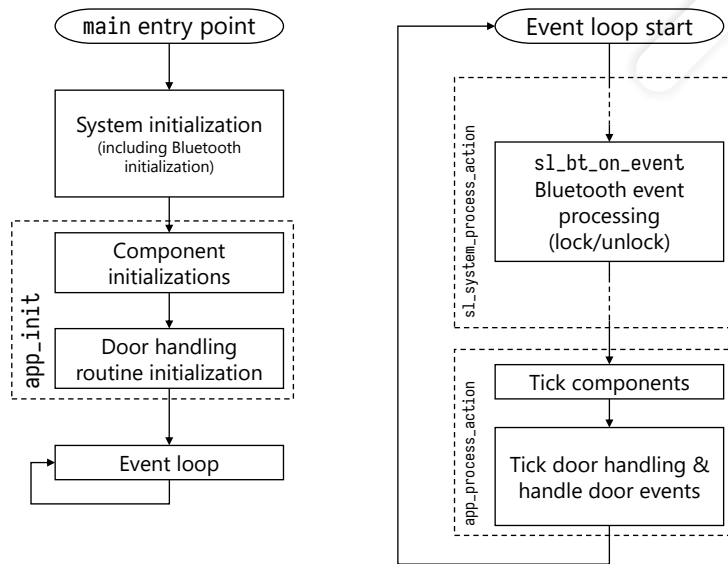 main entry point
System initialization
(including Bluetooth
initialization)
app_init
Component
initializations
Door handling
routine initialization
Event loop
Event loop start
sl_system_process_action
sl_bt_on_event
Bluetooth event
processing
(lock/unlock)
app_process_action
Tick components
Tick door handling &
handle door events